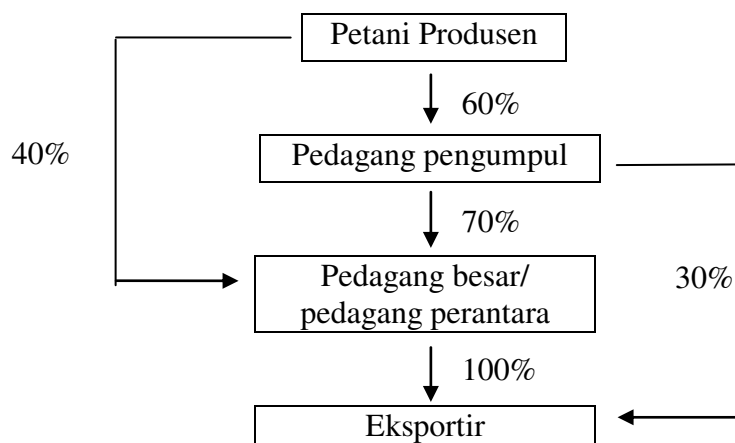 Petani Produsen
60%
40%
Pedagang pengumpul
70%
Pedagang besar/
pedagang perantara
30%
100%
Eksportir